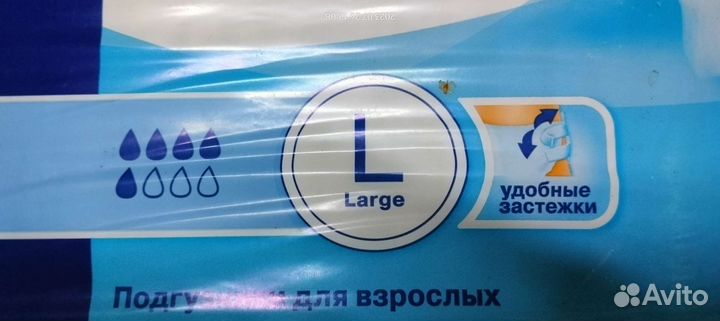 L
Large
удобные
застежки
Подгузники для взрослых
Avito